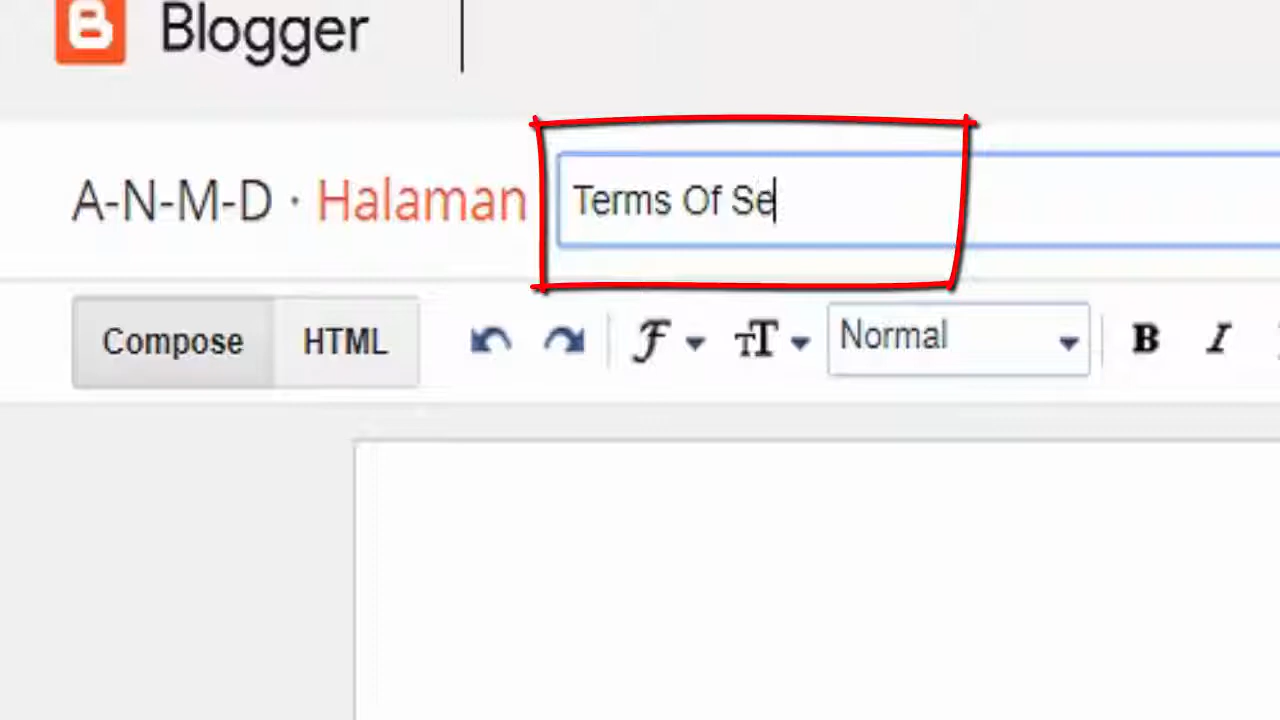 Blogger
A-N-M-D · Halaman Terms Of Se
Compose HTML Normal B I